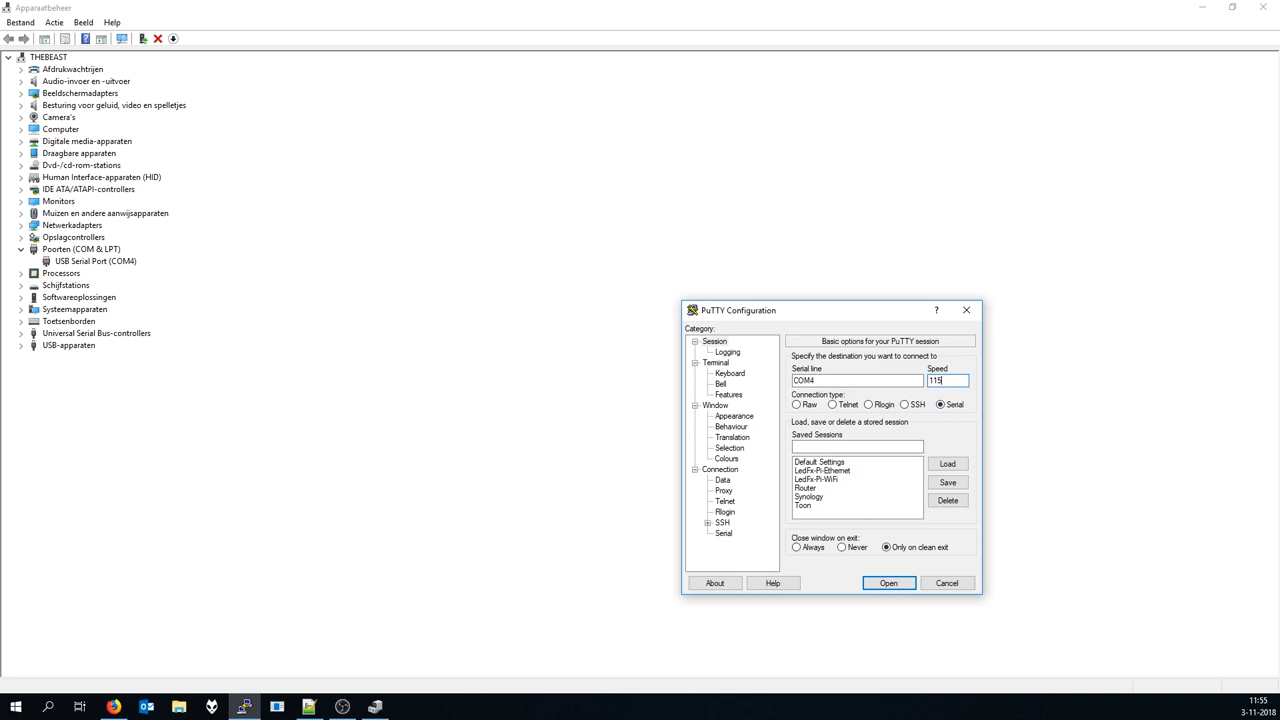 Apparaatbeheer
Bestand Actie Beeld Help
THEBEAST
Afdrukwachtrijen
Audio-invoer en -uitvoer
Beeldschermadapters
Besturing voor geluid, video en spelletjes
Camera's
Computer
Digitale media-apparaten
Draagbare apparaten
Dvd-/cd-rom-stations
Human Interface-apparaten (HID)
IDE ATA/ATAPI-controllers
Monitors
Muizen en andere aanwijsapparaten
Netwerkadapters
Opslagcontrollers
Poorten (COM & LPT)
USB Serial Port (COM4)
Processors
Schijfstations
Softwareoplossingen
Systeemapparaten
Toetsenborden
Universal Serial Bus-controllers
USB-apparaten
PuTTY Configuration
Category:
Session
Logging
Terminal
Keyboard
Bell
Features
Window
Appearance
Behaviour
Translation
Selection
Colours
Connection
Data
Proxy
Telnet
Rlogin
SSH
Serial
Basic options for your PuTTY session
Specify the destination you want to connect to
Serial line Speed
COM4 115
Connection type:
Raw Telnet Rlogin SSH Serial
Load, save or delete a stored session
Saved Sessions
Default Settings
LedFx-Pi-Ethernet
LedFx-Pi-WiFi
Router
Synology
Toon
Load
Save
Delete
Close window on exit:
Always Never Only on clean exit
About Help Open Cancel
11:55
3-11-2018